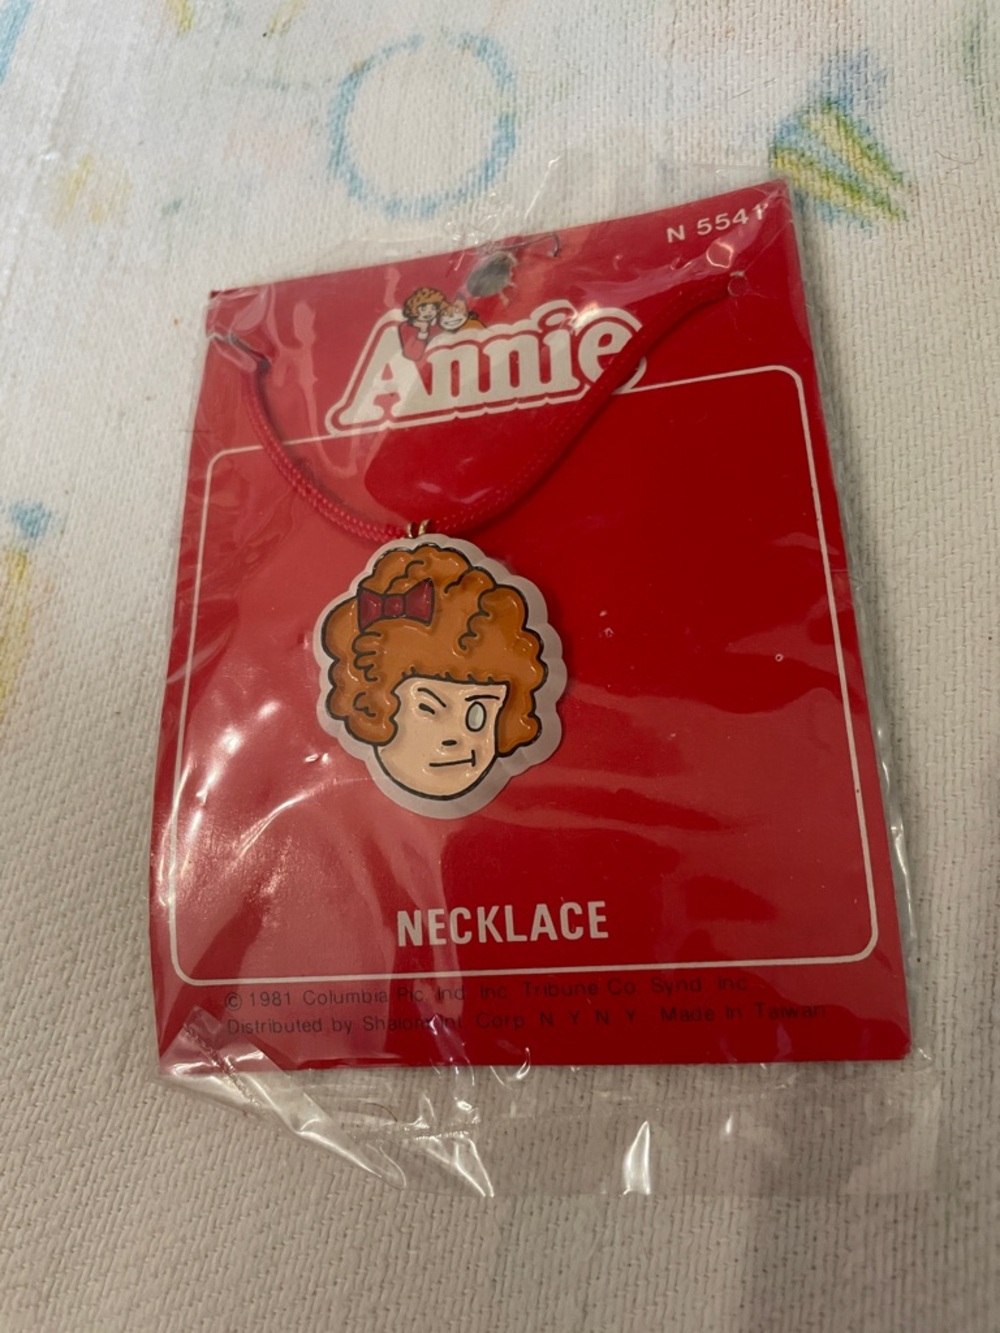 N 5541
Annie
NECKLACE
© 1981 Columbia Pic Ind Inc Tribune Co Synd Inc
Distributed by Shalom Int Corp N Y N Y Made In Taiwan